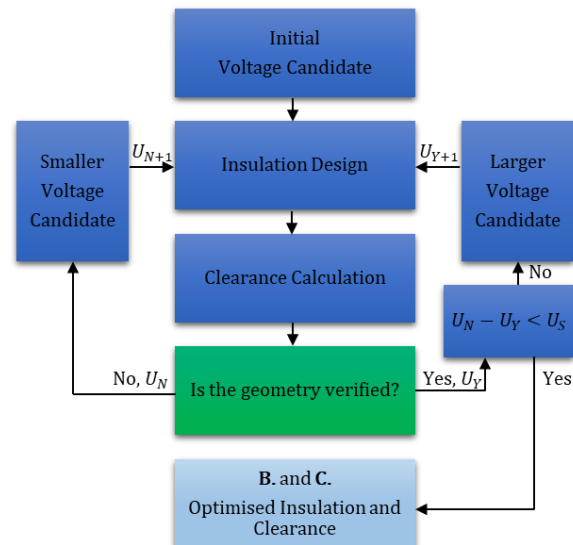 Initial
Voltage Candidate
Smaller
Voltage
Candidate
U_{N+1}
Insulation Design
U_{Y+1}
Larger
Voltage
Candidate
Clearance Calculation
No
U_N − U_Y < U_S
No, U_N
Is the geometry verified?
Yes, U_Y
Yes
B. and C.
Optimised Insulation and
Clearance